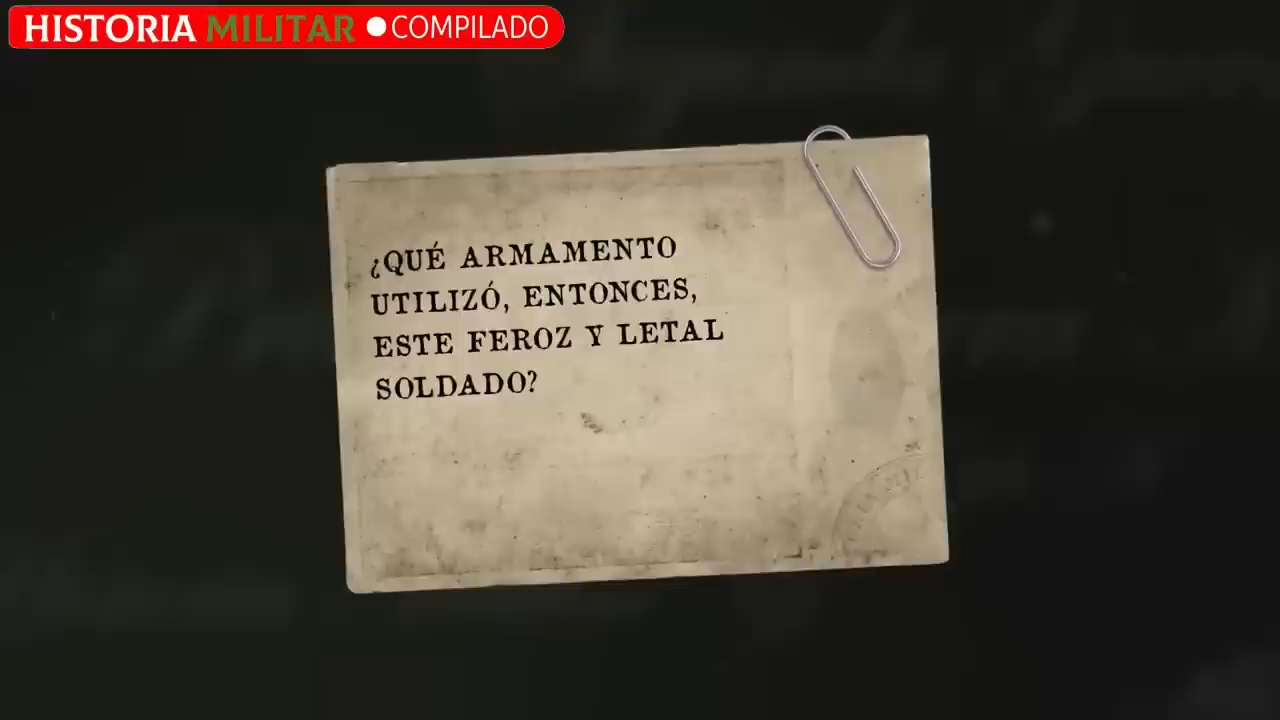 HISTORIA MILITAR COMPILADO
¿QUÉ ARMAMENTO
UTILIZÓ, ENTONCES,
ESTE FEROZ Y LETAL
SOLDADO?